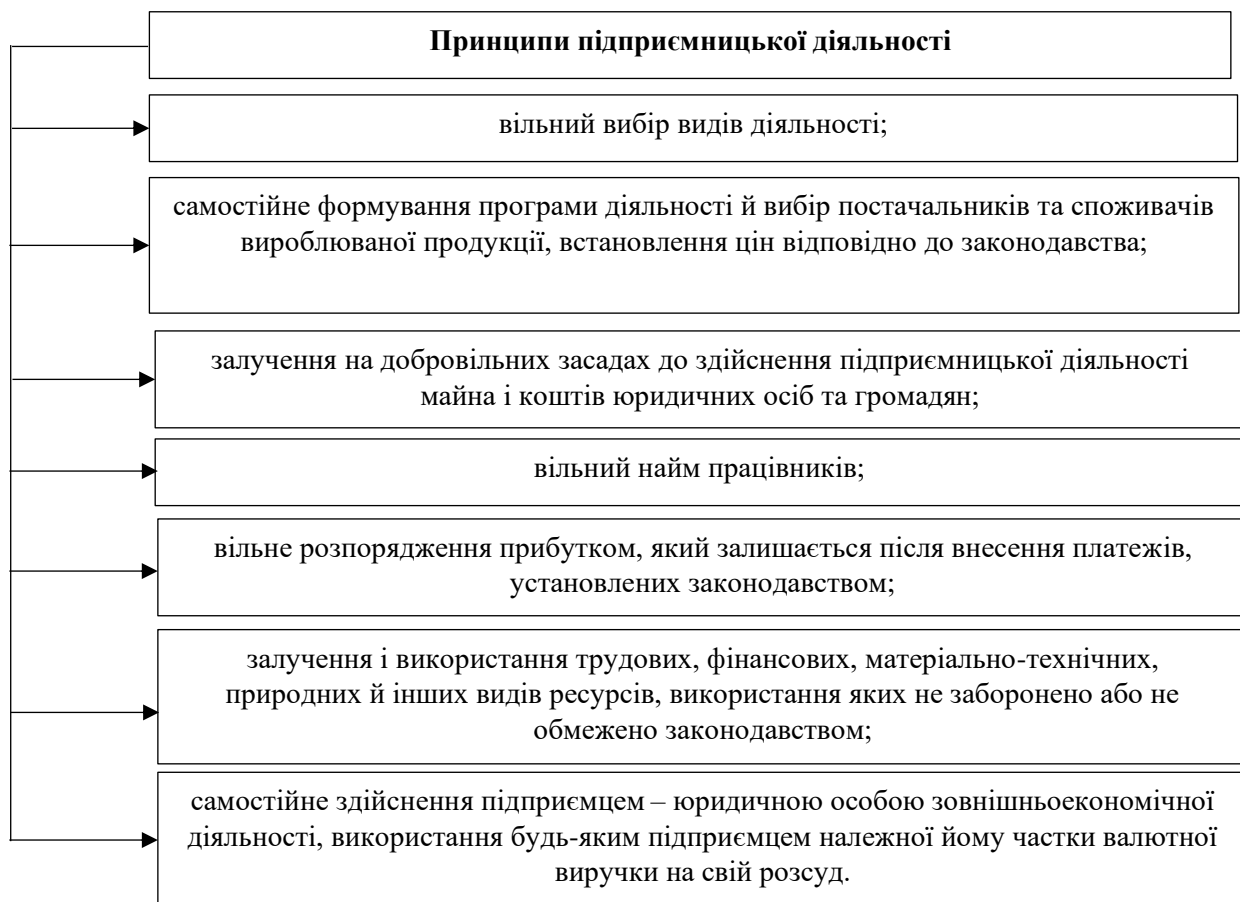 Принципи підприємницької діяльності
вільний вибір видів діяльності;
самостійне формування програми діяльності й вибір постачальників та споживачів
вироблюваної продукції, встановлення цін відповідно до законодавства;
залучення на добровільних засадах до здійснення підприємницької діяльності
майна і коштів юридичних осіб та громадян;
вільний найм працівників;
вільне розпорядження прибутком, який залишається після внесення платежів,
установлених законодавством;
залучення і використання трудових, фінансових, матеріально-технічних,
природних й інших видів ресурсів, використання яких не заборонено або не
обмежено законодавством;
самостійне здійснення підприємцем – юридичною особою зовнішньоекономічної
діяльності, використання будь-яким підприємцем належної йому частки валютної
виручки на свій розсуд.